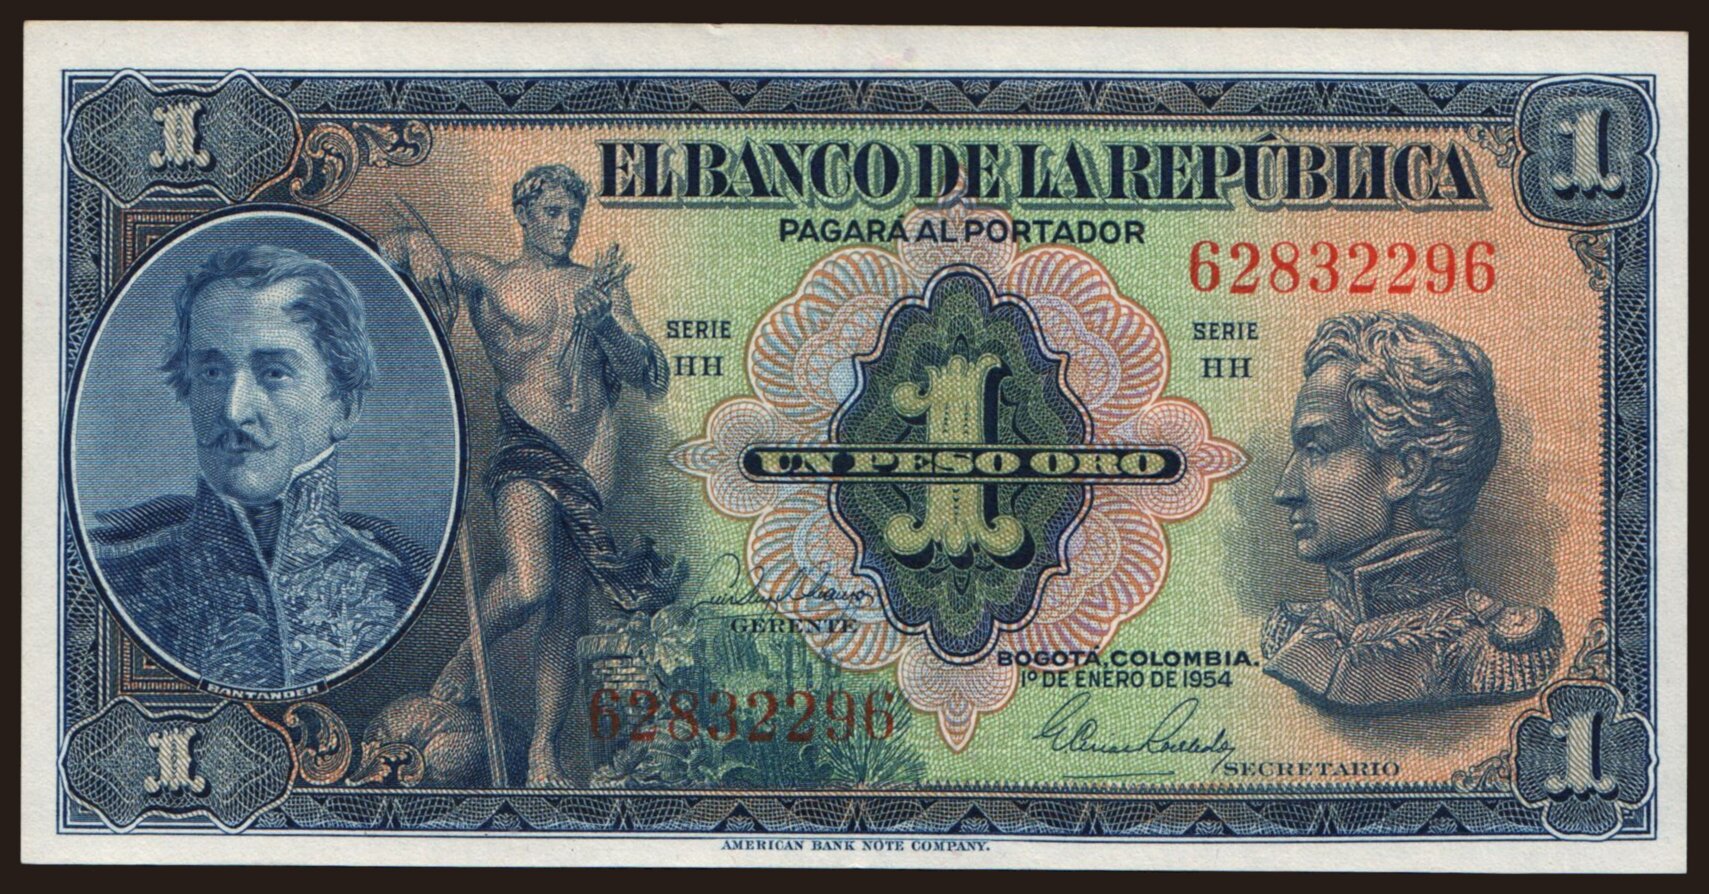 1 1
EL BANCO DE LA REPÚBLICA
PAGARÁ AL PORTADOR
62832296
SERIE SERIE
HH HH
1
UN PESO ORO
GERENTE
BOGOTÁ, COLOMBIA.
1º DE ENERO DE 1954
SANTANDER
62832296
1 1
SECRETARIO
AMERICAN BANK NOTE COMPANY.